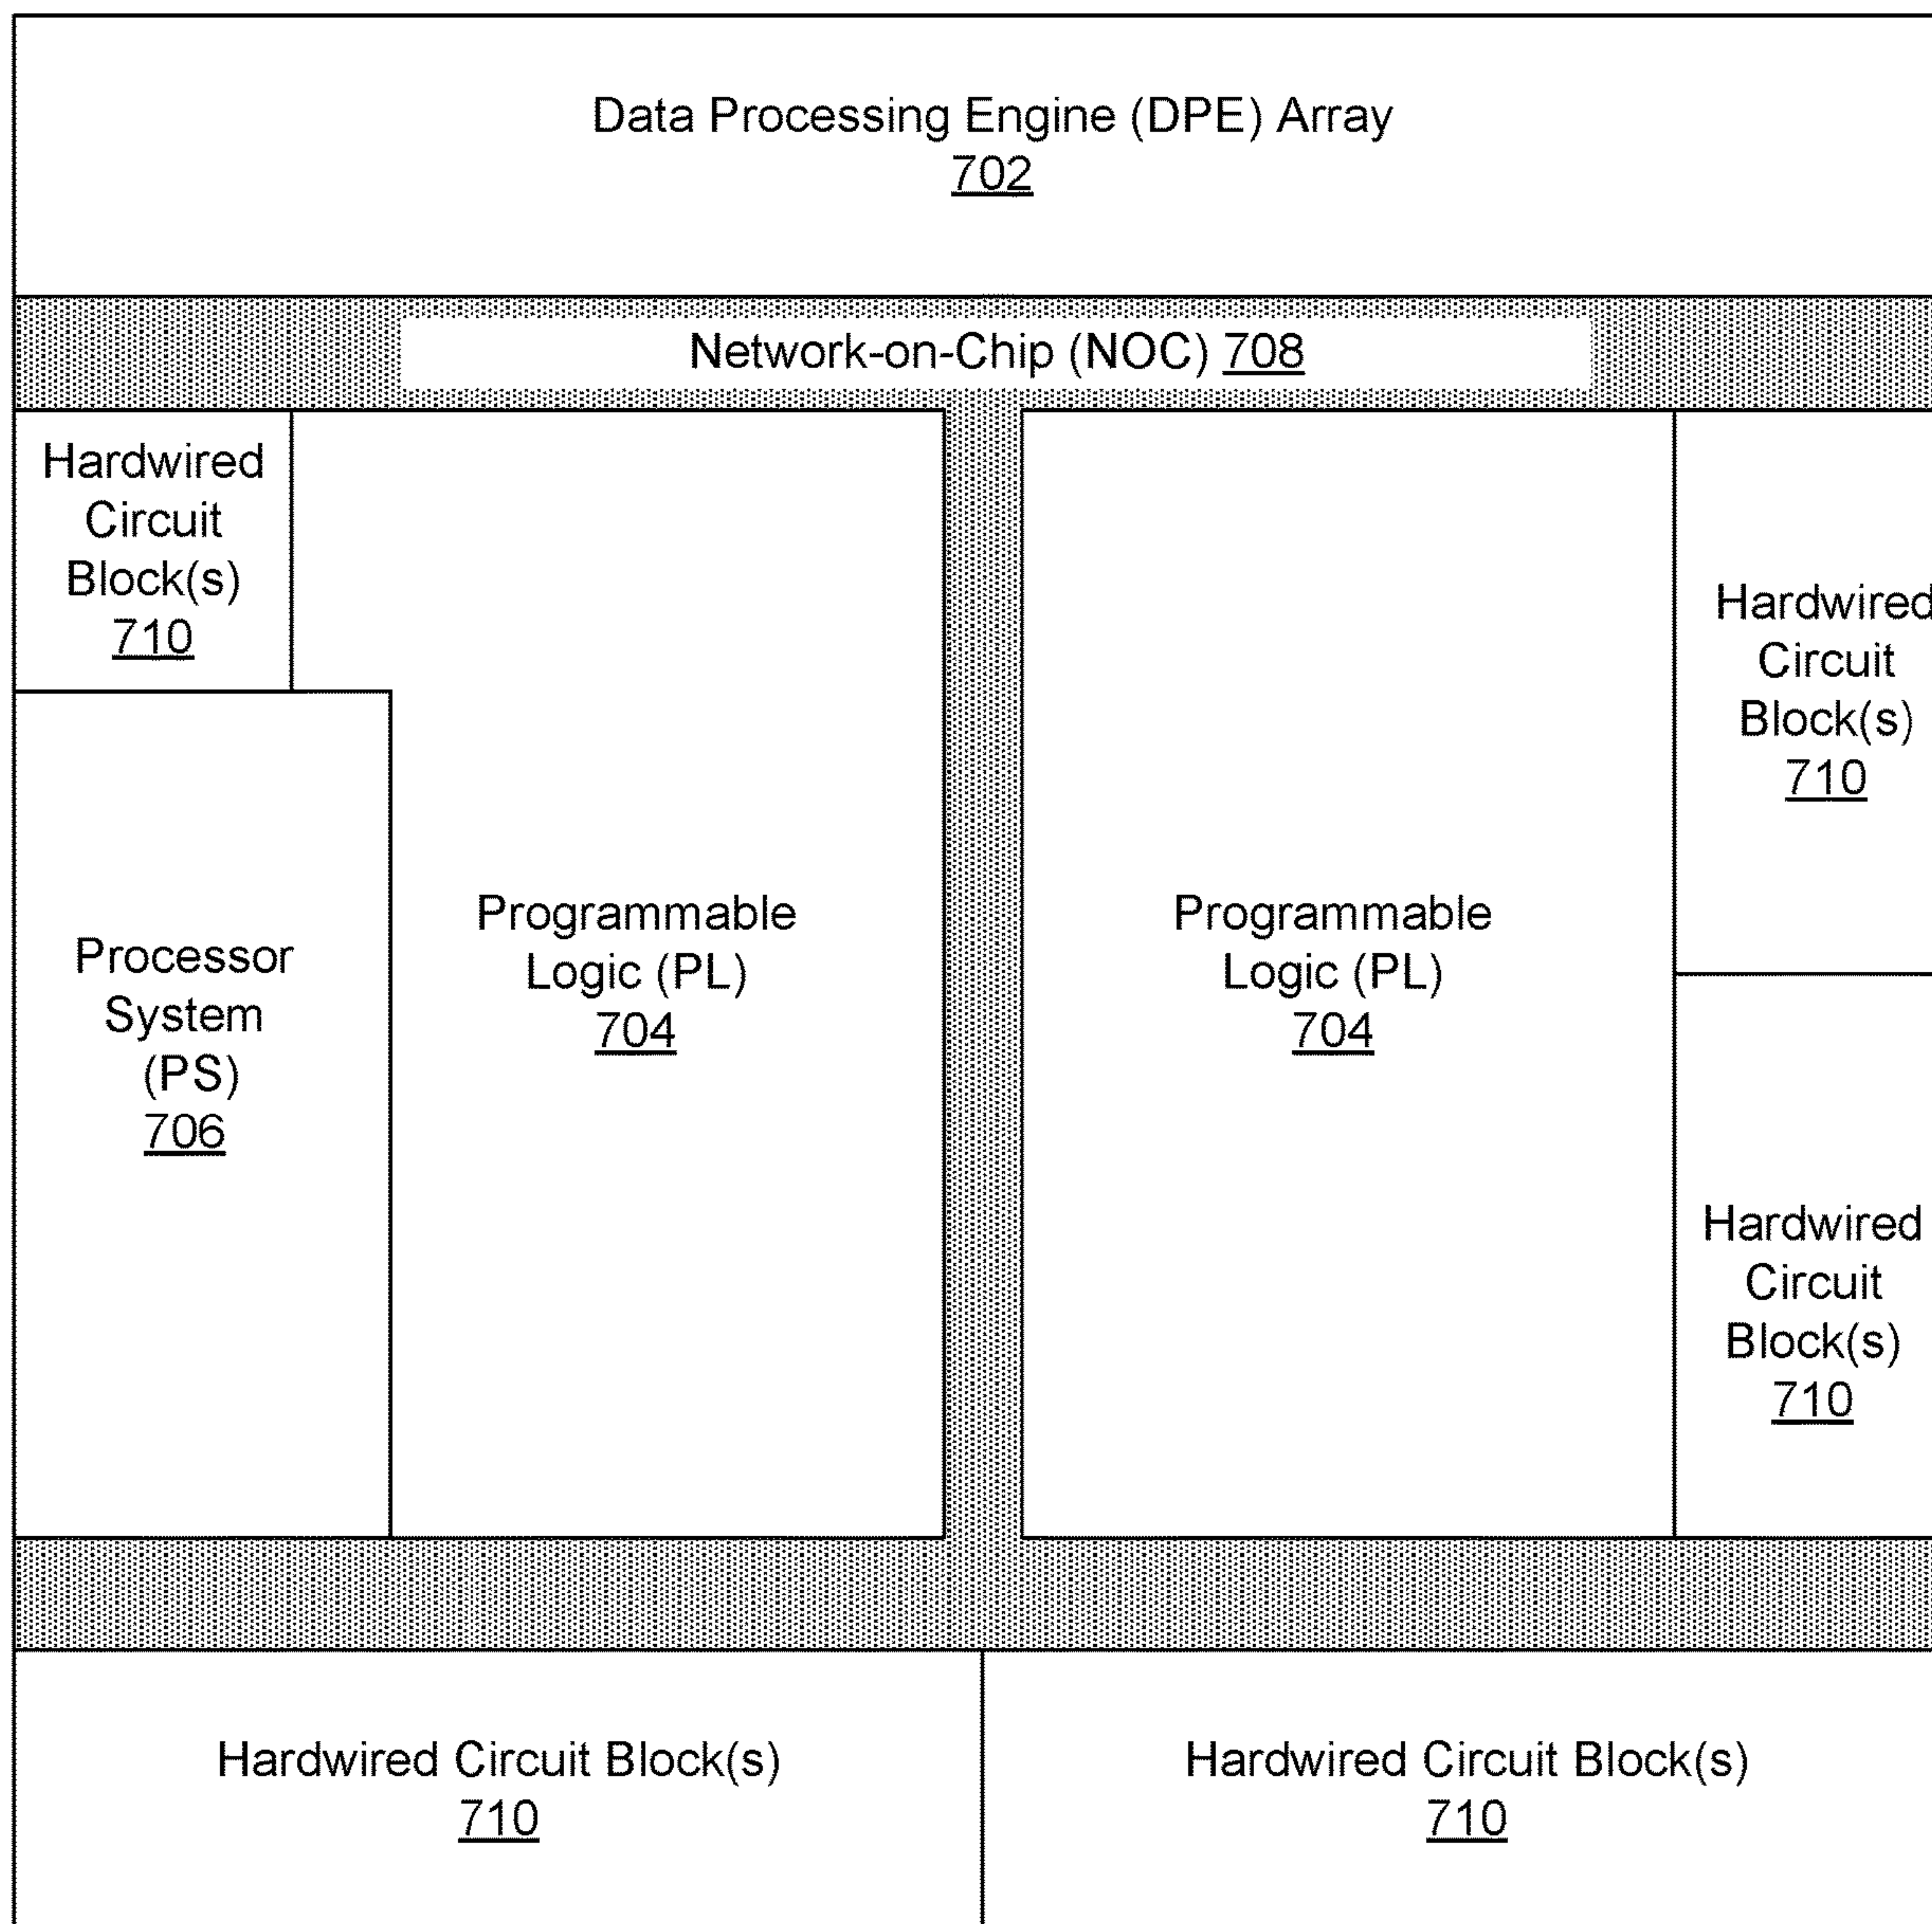 Data Processing Engine (DPE) Array
702
Network-on-Chip (NOC) 708
Hardwired
Circuit
Block(s)
710
Processor
System
(PS)
706
Programmable
Logic (PL)
704
Programmable
Logic (PL)
704
Hardwired
Circuit
Block(s)
710
Hardwired
Circuit
Block(s)
710
Hardwired Circuit Block(s)
710
Hardwired Circuit Block(s)
710